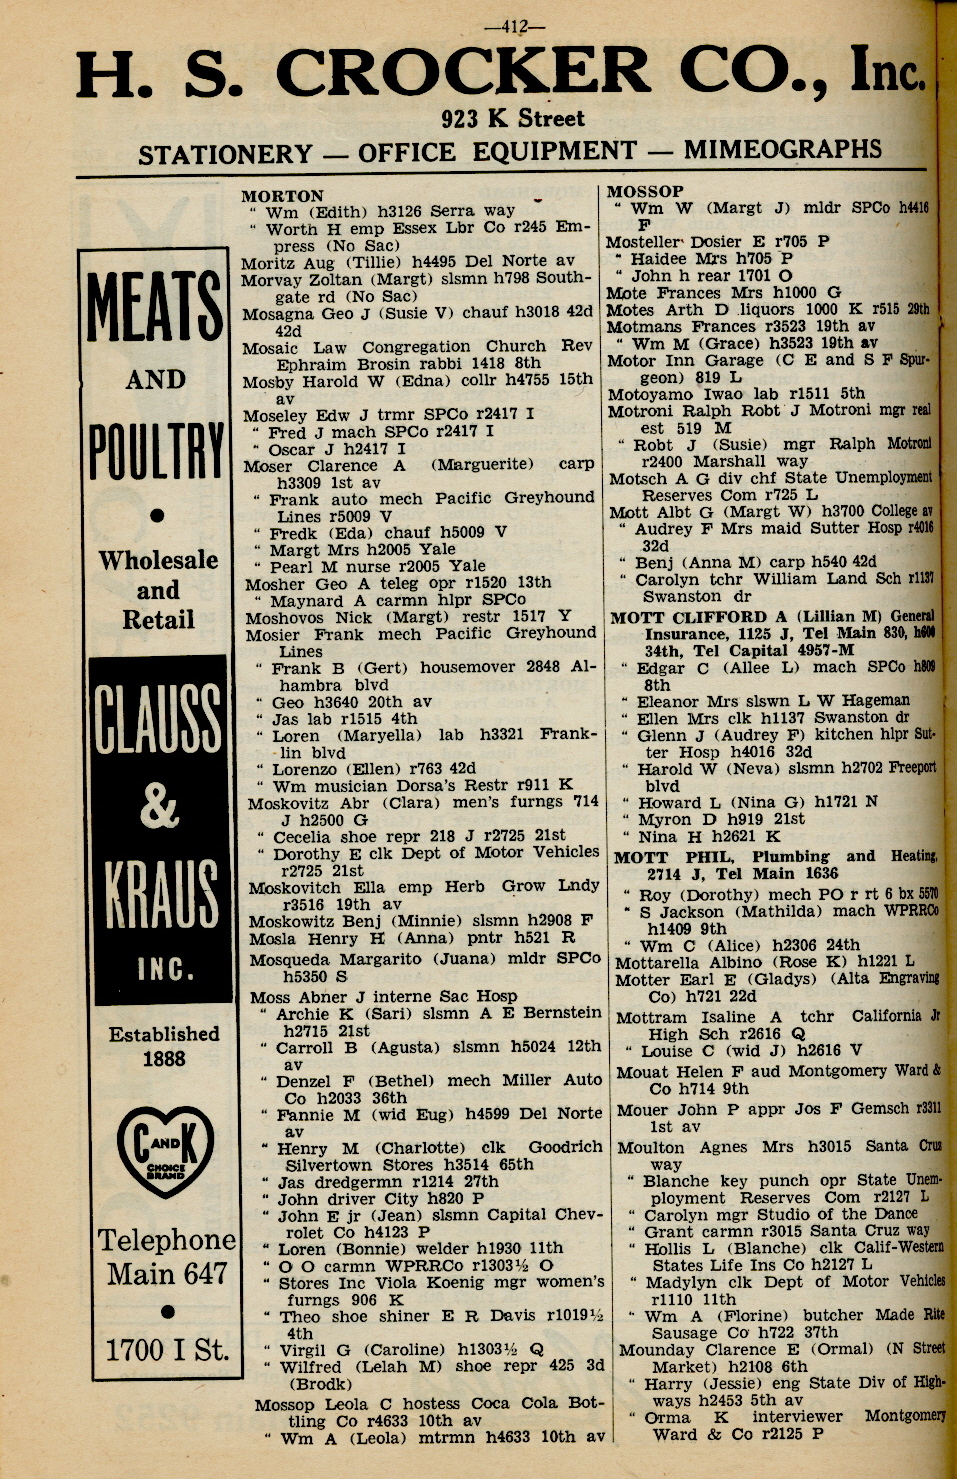 —412—
H. S. CROCKER CO., Inc.
923 K Street
STATIONERY — OFFICE EQUIPMENT — MIMEOGRAPHS
MEATS
AND
POULTRY
•
Wholesale
and
Retail
CLAUSS
&
KRAUS
INC.
Established
1888
C AND K
CHOICE
BRAND
Telephone
Main 647
•
1700 I St.
MORTON
" Wm (Edith) h3126 Serra way
" Worth H emp Essex Lbr Co r245 Em-
press (No Sac)
Moritz Aug (Tillie) h4495 Del Norte av
Morvay Zoltan (Margt) slsmn h798 South-
gate rd (No Sac)
Mosagna Geo J (Susie V) chauf h3018 42d
42d
Mosaic Law Congregation Church Rev
Ephraim Brosin rabbi 1418 8th
Mosby Harold W (Edna) collr h4755 15th
av
Moseley Edw J trmr SPCo r2417 I
" Fred J mach SPCo r2417 I
" Oscar J h2417 I
Moser Clarence A (Marguerite) carp
h3309 1st av
" Frank auto mech Pacific Greyhound
Lines r5009 V
" Fredk (Eda) chauf h5009 V
" Margt Mrs h2005 Yale
" Pearl M nurse r2005 Yale
Mosher Geo A teleg opr r1520 13th
" Maynard A carmn hlpr SPCo
Moshovos Nick (Margt) restr 1517 Y
Mosier Frank mech Pacific Greyhound
Lines
" Frank B (Gert) housemover 2848 Al-
hambra blvd
" Geo h3640 20th av
" Jas lab r1515 4th
" Loren (Maryella) lab h3321 Frank-
lin blvd
" Lorenzo (Ellen) r763 42d
" Wm musician Dorsa's Restr r911 K
Moskovitz Abr (Clara) men's furngs 714
J h2500 G
" Cecelia shoe repr 218 J r2725 21st
" Dorothy E clk Dept of Motor Vehicles
r2725 21st
Moskovitch Ella emp Herb Grow Lndy
r3516 19th av
Moskowitz Benj (Minnie) slsmn h2908 F
Mosla Henry H (Anna) pntr h521 R
Mosqueda Margarito (Juana) mldr SPCo
h5350 S
Moss Abner J interne Sac Hosp
" Archie K (Sari) slsmn A E Bernstein
h2715 21st
" Carroll B (Agusta) slsmn h5024 12th
av
" Denzel F (Bethel) mech Miller Auto
Co h2033 36th
" Fannie M (wid Eug) h4599 Del Norte
av
" Henry M (Charlotte) clk Goodrich
Silvertown Stores h3514 65th
" Jas dredgermn r1214 27th
" John driver City h820 P
" John E jr (Jean) slsmn Capital Chev-
rolet Co h4123 P
" Loren (Bonnie) welder h1930 11th
" O O carmn WPRRCo r1303½ O
" Stores Inc Viola Koenig mgr women's
furngs 906 K
" Theo shoe shiner E R Davis r1019½
4th
" Virgil G (Caroline) h1303½ Q
" Wilfred (Lelah M) shoe repr 425 3d
(Brodk)
Mossop Leola C hostess Coca Cola Bot-
tling Co r4633 10th av
" Wm A (Leola) mtrmn h4633 10th av
MOSSOP
" Wm W (Margt J) mldr SPCo h4416
F
Mosteller Dosier E r705 P
" Haidee Mrs h705 P
" John h rear 1701 O
Mote Frances Mrs h1000 G
Motes Arth D liquors 1000 K r515 29th
Motmans Frances r3523 19th av
" Wm M (Grace) h3523 19th av
Motor Inn Garage (C E and S F Spur-
geon) 819 L
Motoyamo Iwao lab r1511 5th
Motroni Ralph Robt J Motroni mgr real
est 519 M
" Robt J (Susie) mgr Ralph Motroni
r2400 Marshall way
Motsch A G div chf State Unemployment
Reserves Com r725 L
Mott Albt G (Margt W) h3700 College av
" Audrey F Mrs maid Sutter Hosp r4016
32d
" Benj (Anna M) carp h540 42d
" Carolyn tchr William Land Sch r1137
Swanston dr
MOTT CLIFFORD A (Lillian M) General
Insurance, 1125 J, Tel Main 830, h600
34th, Tel Capital 4957-M
" Edgar C (Allee L) mach SPCo h809
8th
" Eleanor Mrs slswn L W Hageman
" Ellen Mrs clk h1137 Swanston dr
" Glenn J (Audrey F) kitchen hlpr Sut-
ter Hosp h4016 32d
" Harold W (Neva) slsmn h2702 Freeport
blvd
" Howard L (Nina G) h1721 N
" Myron D h919 21st
" Nina H h2621 K
MOTT PHIL, Plumbing and Heating,
2714 J, Tel Main 1636
" Roy (Dorothy) mech PO r rt 6 bx 5570
" S Jackson (Mathilda) mach WPRRCo
h1409 9th
" Wm C (Alice) h2306 24th
Mottarella Albino (Rose K) h1221 L
Motter Earl E (Gladys) (Alta Engraving
Co) h721 22d
Mottram Isaline A tchr California Jr
High Sch r2616 Q
" Louise C (wid J) h2616 V
Mouat Helen F aud Montgomery Ward &
Co h714 9th
Mouer John P appr Jos F Gemsch r3311
1st av
Moulton Agnes Mrs h3015 Santa Cruz
way
" Blanche key punch opr State Unem-
ployment Reserves Com r2127 L
" Carolyn mgr Studio of the Dance
" Grant carmn r3015 Santa Cruz way
" Hollis L (Blanche) clk Calif-Western
States Life Ins Co h2127 L
" Madylyn clk Dept of Motor Vehicles
r1110 11th
" Wm A (Florine) butcher Made Rite
Sausage Co h722 37th
Mounday Clarence E (Ormal) (N Street
Market) h2108 6th
" Harry (Jessie) eng State Div of High-
ways h2453 5th av
" Orma K interviewer Montgomery
Ward & Co r2125 P